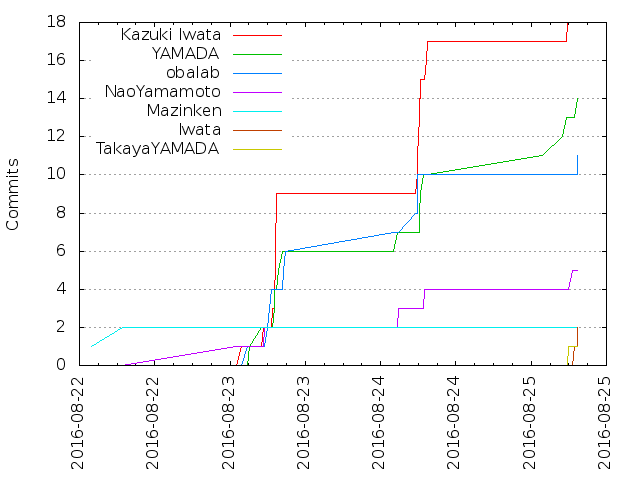 18
16
14
12
10
8
6
4
2
0
Commits
Kazuki Iwata
YAMADA
obalab
NaoYamamoto
Mazinken
Iwata
TakayaYAMADA
2016-08-22
2016-08-22
2016-08-23
2016-08-23
2016-08-24
2016-08-24
2016-08-25
2016-08-25